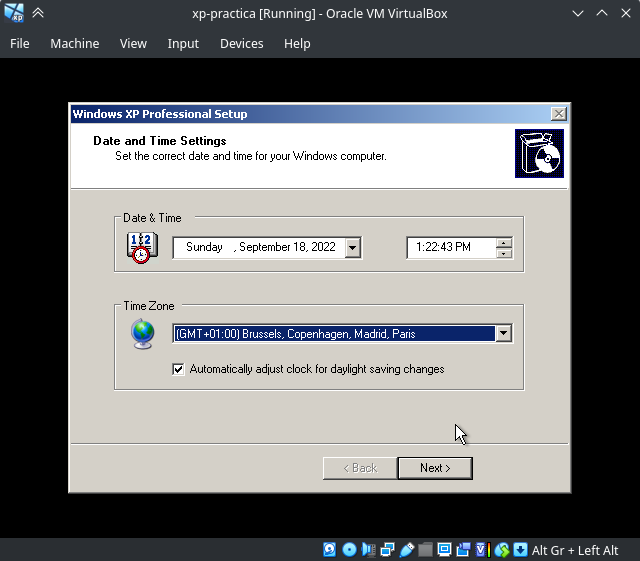 xp
xp-practica [Running] - Oracle VM VirtualBox
File Machine View Input Devices Help
Windows XP Professional Setup
Date and Time Settings
Set the correct date and time for your Windows computer.
Date & Time
1 2
Sunday , September 18, 2022
1:22:43 PM
Time Zone
(GMT+01:00) Brussels, Copenhagen, Madrid, Paris
Automatically adjust clock for daylight saving changes
< Back
Next >
Alt Gr + Left Alt